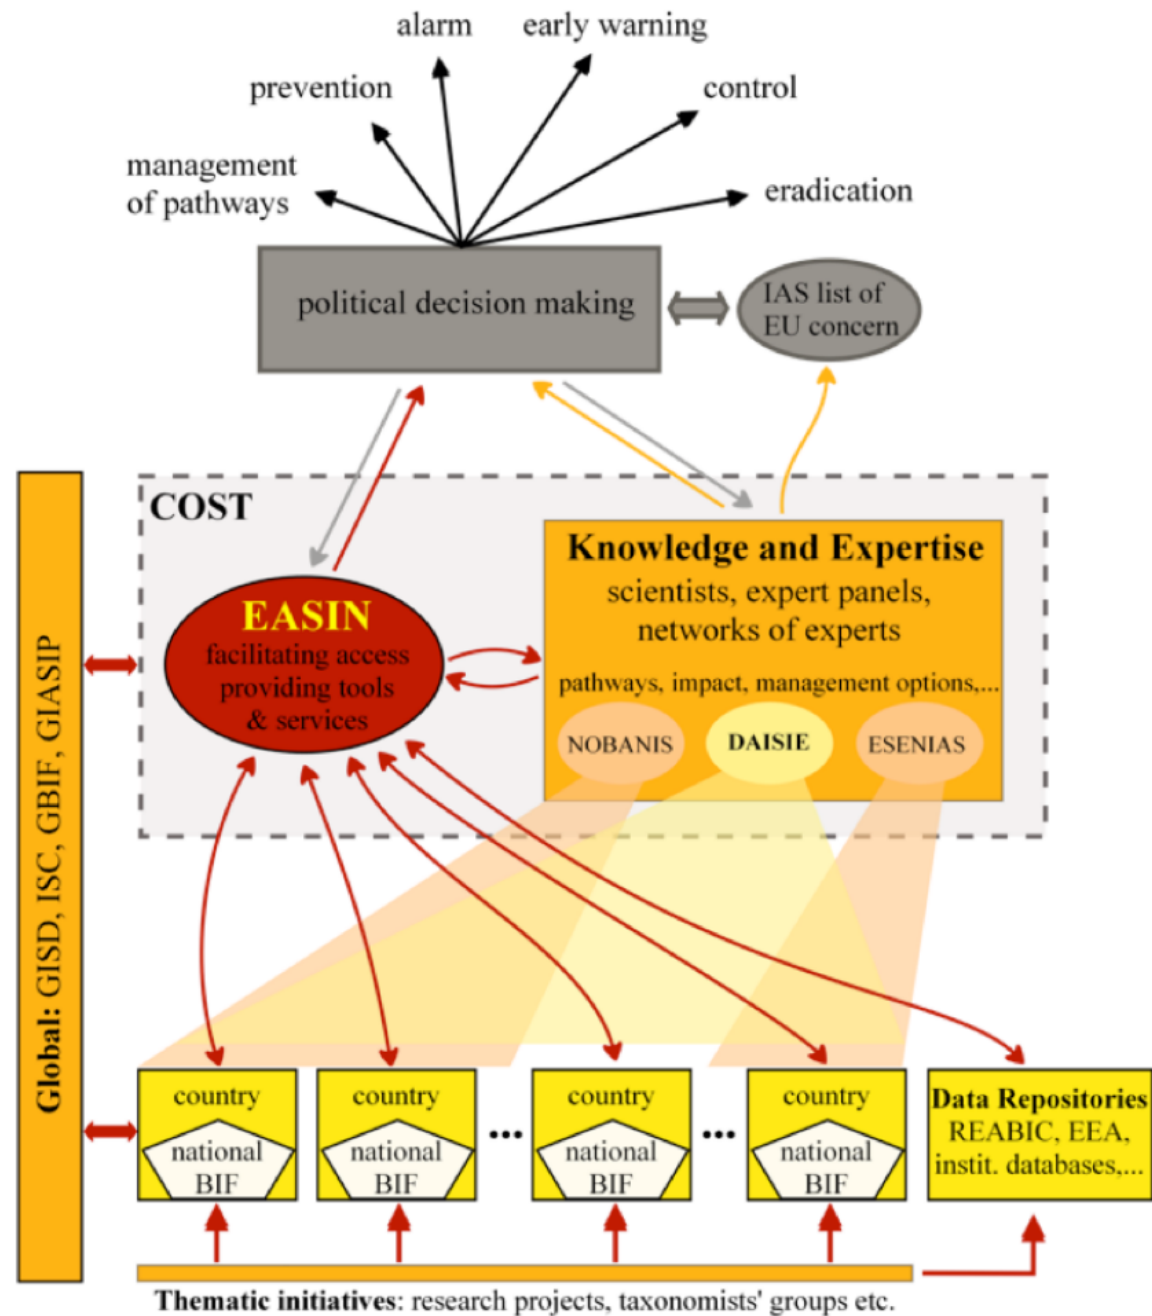 alarm
early warning
prevention
control
management
of pathways
eradication
political decision making
IAS list of
EU concern
COST
Knowledge and Expertise
scientists, expert panels,
networks of experts
pathways, impact, management options,...
EASIN
facilitating access
providing tools
& services
NOBANIS
DAISIE
ESENIAS
Global: GISD, ISC, GBIF, GIASIP
country
national
BIF
country
national
BIF
...
country
national
BIF
...
country
national
BIF
Data Repositories
REABIC, EEA,
instit. databases,...
Thematic initiatives: research projects, taxonomists' groups etc.